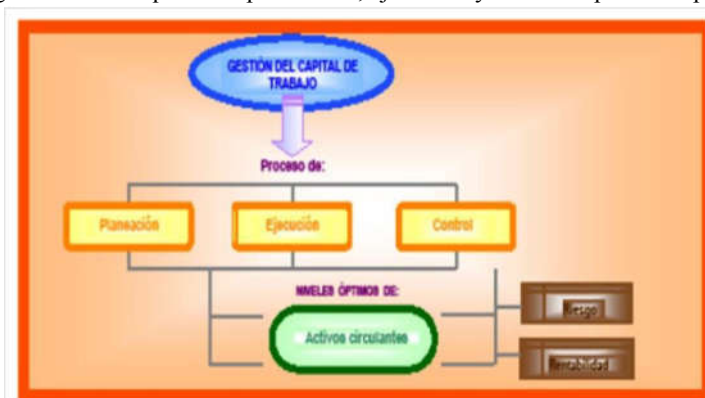 GESTIÓN DEL CAPITAL DE
TRABAJO
Proceso de:
Planeación
Ejecución
Control
NIVELES ÓPTIMOS DE:
Activos circulantes
Riesgo
Rentabilidad